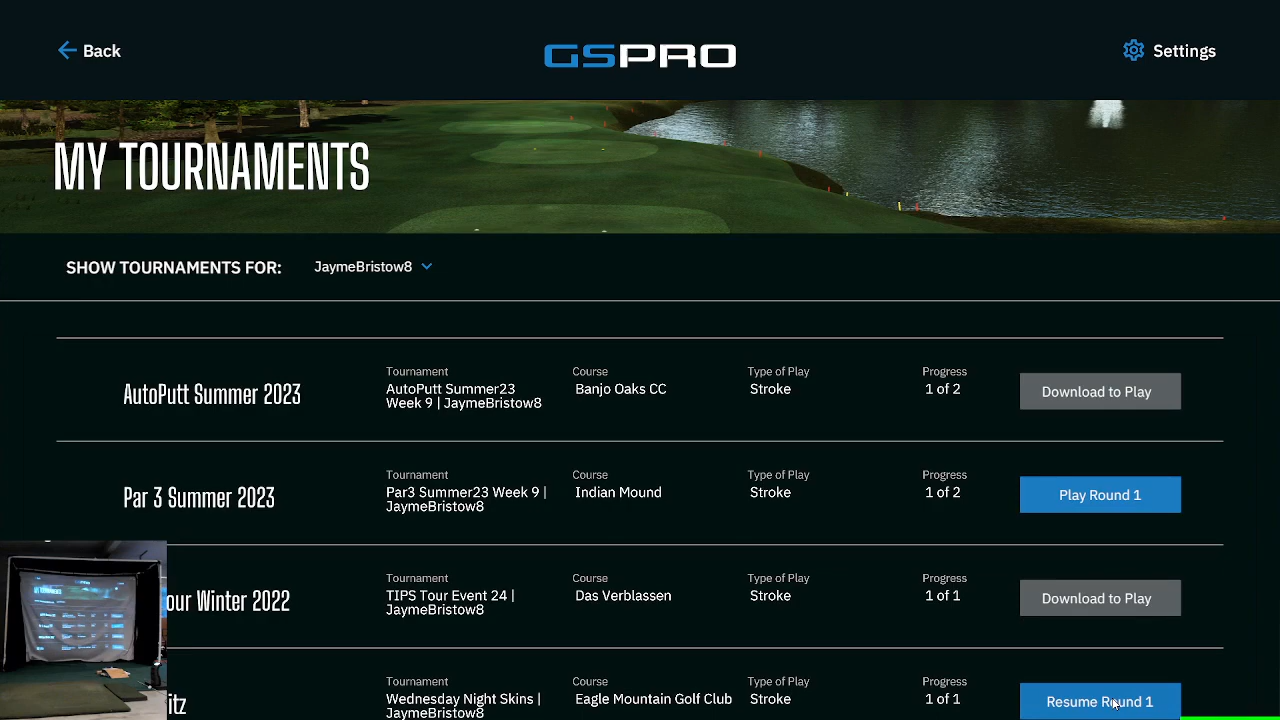 Back
GSPRO
Settings
MY TOURNAMENTS
SHOW TOURNAMENTS FOR: JaymeBristow8
AutoPutt Summer 2023
Tournament
AutoPutt Summer23
Week 9 | JaymeBristow8
Course
Banjo Oaks CC
Type of Play
Stroke
Progress
1 of 2
Download to Play
Par 3 Summer 2023
Tournament
Par3 Summer23 Week 9 |
JaymeBristow8
Course
Indian Mound
Type of Play
Stroke
Progress
1 of 2
Play Round 1
our Winter 2022
Tournament
TIPS Tour Event 24 |
JaymeBristow8
Course
Das Verblassen
Type of Play
Stroke
Progress
1 of 1
Download to Play
itz
Tournament
Wednesday Night Skins |
JaymeBristow8
Course
Eagle Mountain Golf Club
Type of Play
Stroke
Progress
1 of 1
Resume Round 1